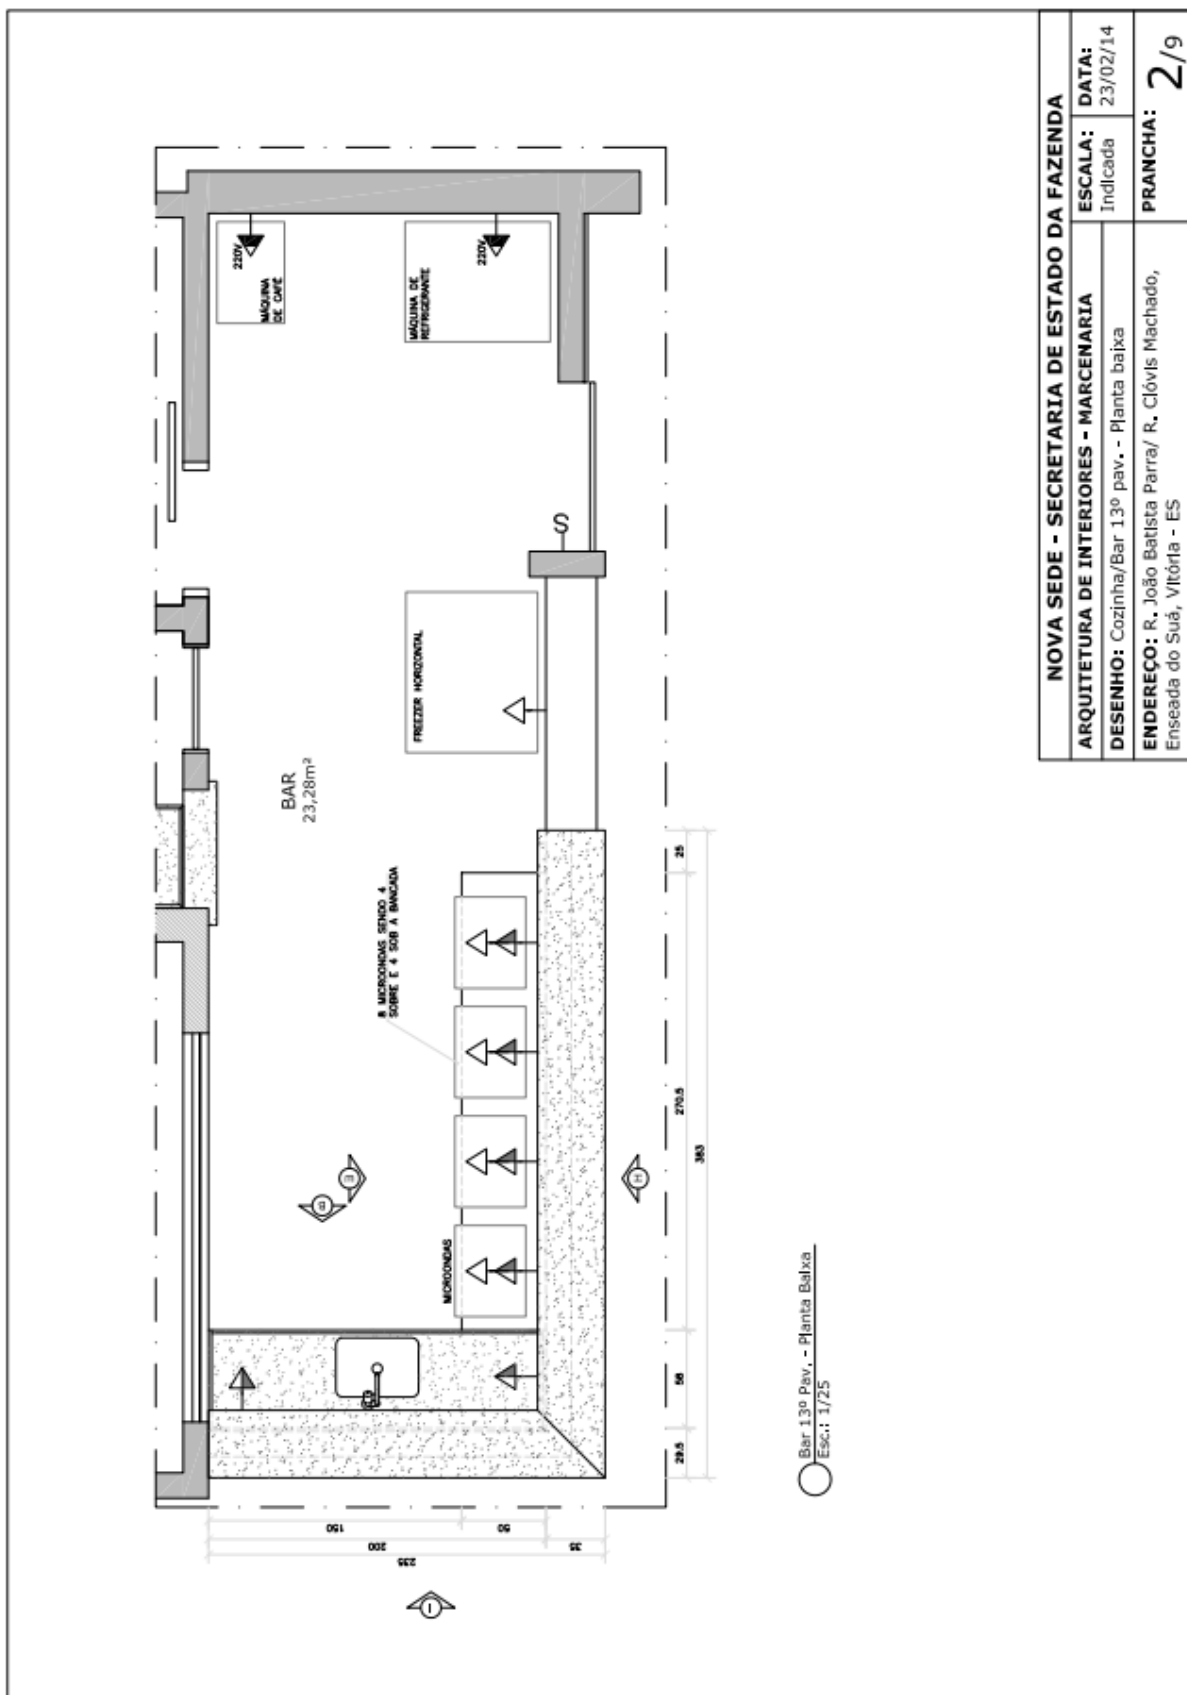 MÁQUINA
DE CAFÉ
220V
MÁQUINA DE
REFRIGERANTE
220V
S
FREEZER HORIZONTAL
BAR
23,28m²
8 MICROONDAS SENDO 4
SOBRE E 4 SOB A BANCADA
MICROONDAS
B
E
H
I
29.5
58
270.5
25
383
150
50
200
35
235
Bar 13º Pav. - Planta Baixa
Esc.: 1/25
NOVA SEDE - SECRETARIA DE ESTADO DA FAZENDA
ARQUITETURA DE INTERIORES - MARCENARIA
ESCALA:
Indicada
DATA:
23/02/14
DESENHO: Cozinha/Bar 13º pav. - Planta baixa
ENDEREÇO: R. João Batista Parra/ R. Clóvis Machado,
Enseada do Suá, Vitória - ES
PRANCHA:
2/9